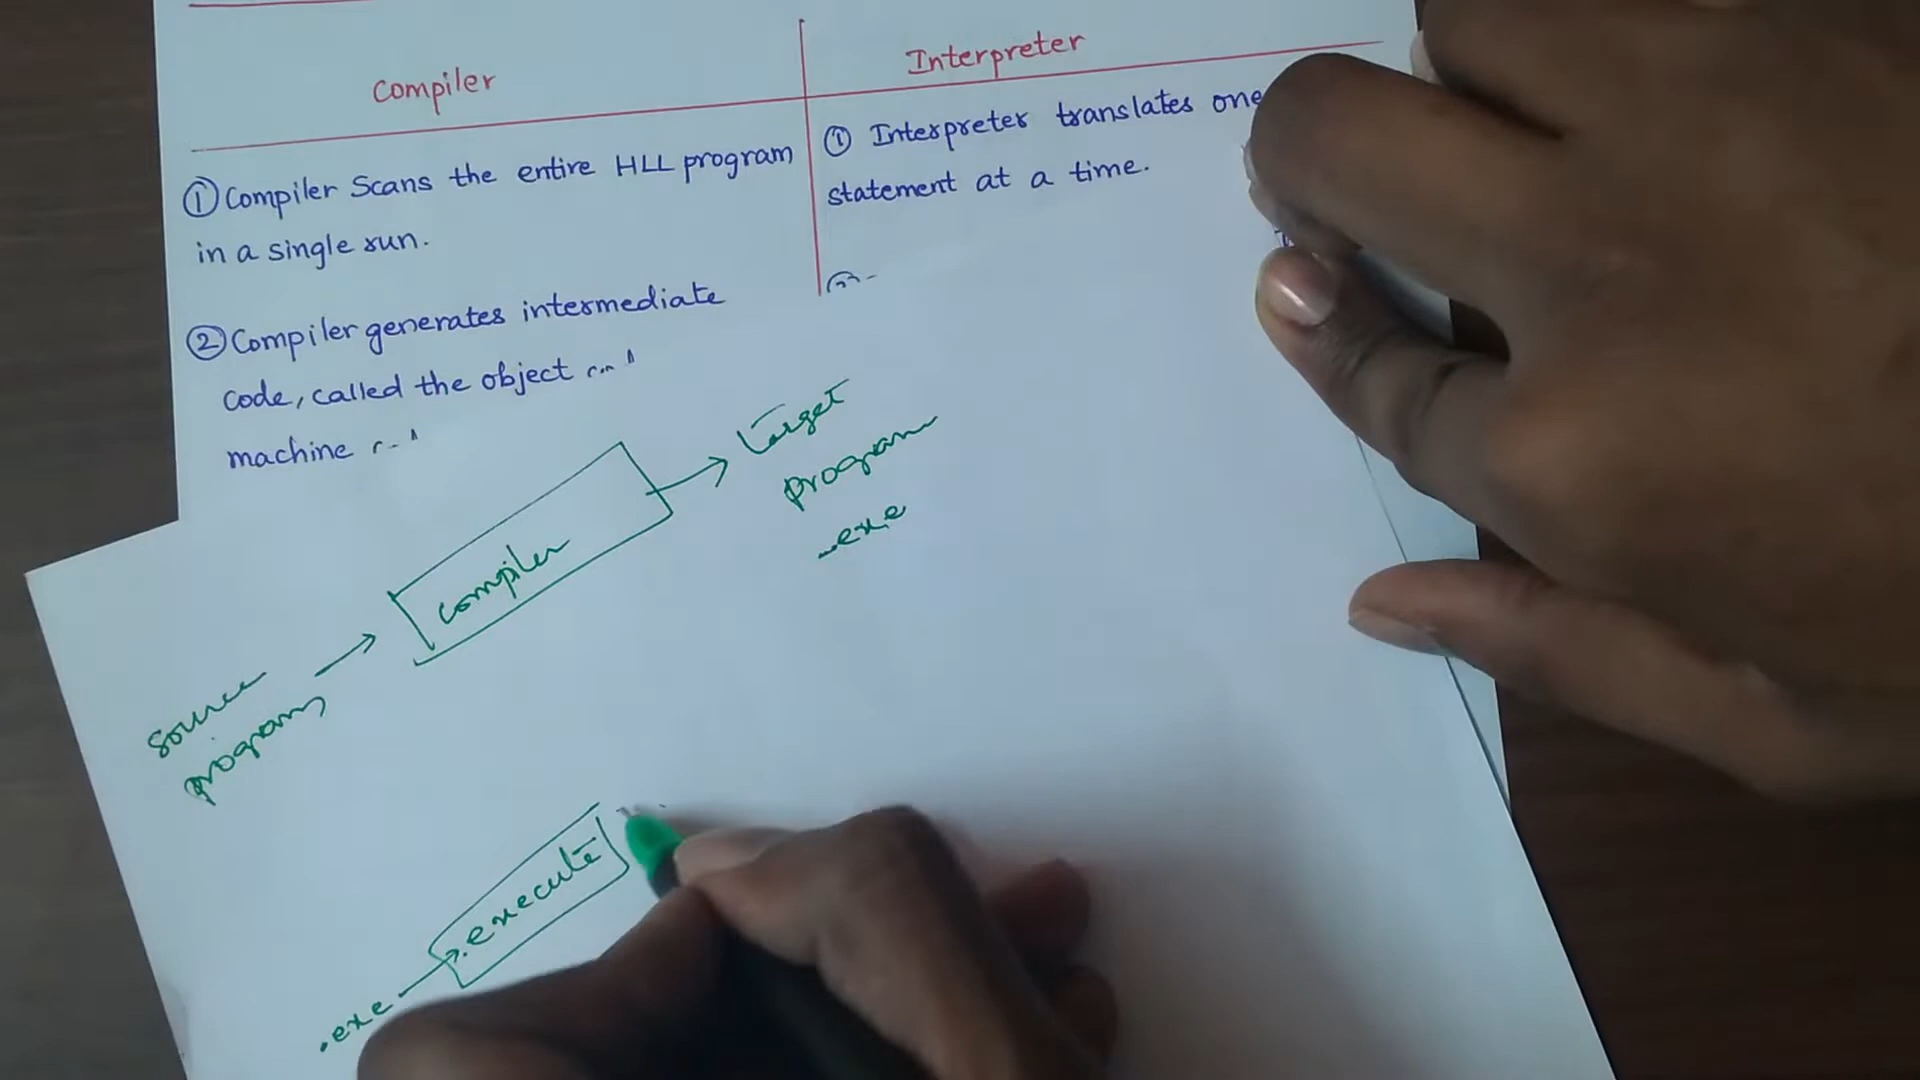 Compiler
Interpreter
① Compiler Scans the entire HLL program
in a single run.
② Compiler generates intermediate
code, called the object
machine
① Interpreter translates one
statement at a time.
source
program
compiler
target
program
.exe
.exe
execute